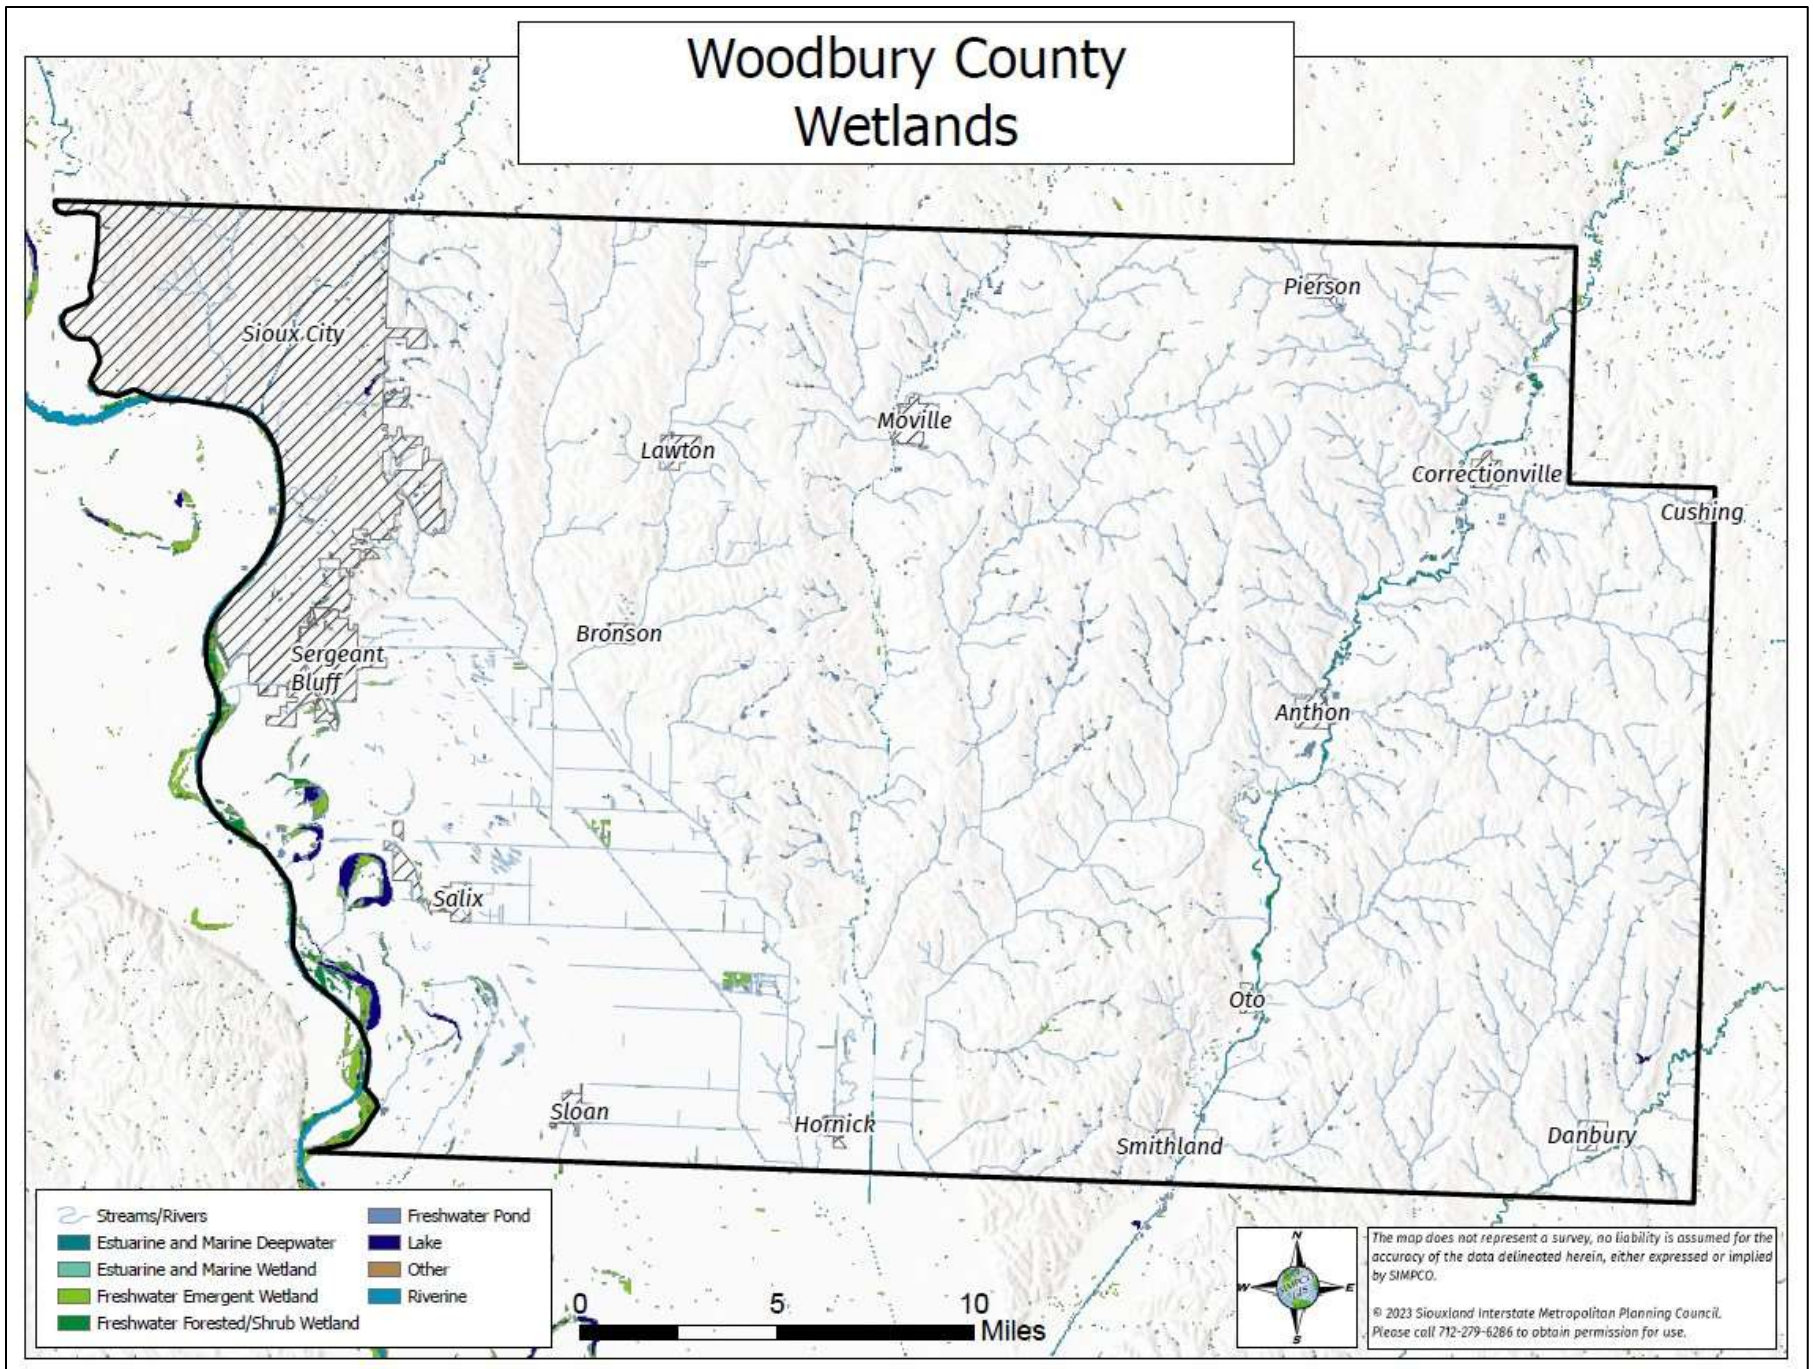 Woodbury County
Wetlands
Pierson
Sioux City
Moville
Lawton
Correctionville
Cushing
Bronson
Sergeant
Bluff
Anthon
Salix
Oto
Sloan
Hornick
Smithland
Danbury
Streams/Rivers
Estuarine and Marine Deepwater
Estuarine and Marine Wetland
Freshwater Emergent Wetland
Freshwater Forested/Shrub Wetland
Freshwater Pond
Lake
Other
Riverine
0 5 10
Miles
N
W E
S
SIMPCO
GIS
The map does not represent a survey, no liability is assumed for the
accuracy of the data delineated herein, either expressed or implied
by SIMPCO.
© 2023 Siouxland Interstate Metropolitan Planning Council.
Please call 712-279-6286 to obtain permission for use.